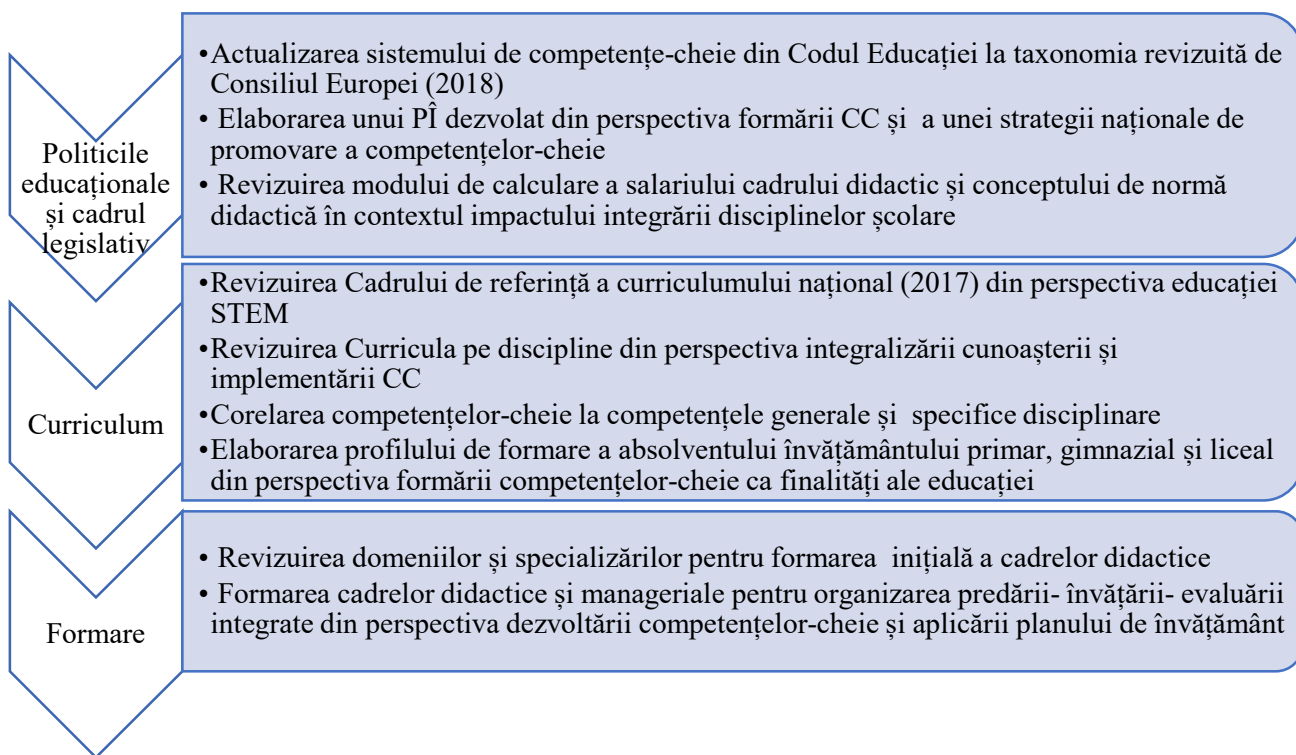 Politicile
educaționale
și cadrul
legislativ
•Actualizarea sistemului de competențe-cheie din Codul Educației la taxonomia revizuită de
Consiliul Europei (2018)
• Elaborarea unui PÎ dezvolat din perspectiva formării CC și a unei strategii naționale de
promovare a competențelor-cheie
• Revizuirea modului de calculare a salariului cadrului didactic și conceptului de normă
didactică în contextul impactului integrării disciplinelor școlare
Curriculum
•Revizuirea Cadrului de referință a curriculumului național (2017) din perspectiva educației
STEM
•Revizuirea Curricula pe discipline din perspectiva integralizării cunoașterii și
implementării CC
•Corelarea competențelor-cheie la competențele generale și specifice disciplinare
•Elaborarea profilului de formare a absolventului învățământului primar, gimnazial și liceal
din perspectiva formării competențelor-cheie ca finalități ale educației
Formare
• Revizuirea domeniilor și specializărilor pentru formarea inițială a cadrelor didactice
• Formarea cadrelor didactice și manageriale pentru organizarea predării- învățării- evaluării
integrate din perspectiva dezvoltării competențelor-cheie și aplicării planului de învățământ